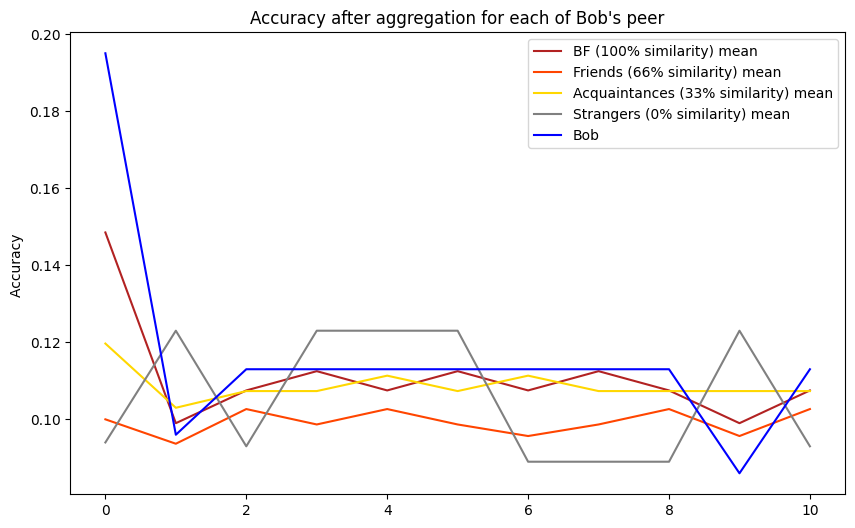 Accuracy after aggregation for each of Bob's peer
BF (100% similarity) mean
Friends (66% similarity) mean
Acquaintances (33% similarity) mean
Strangers (0% similarity) mean
Bob
Accuracy
0.20
0.18
0.16
0.14
0.12
0.10
0 2 4 6 8 10